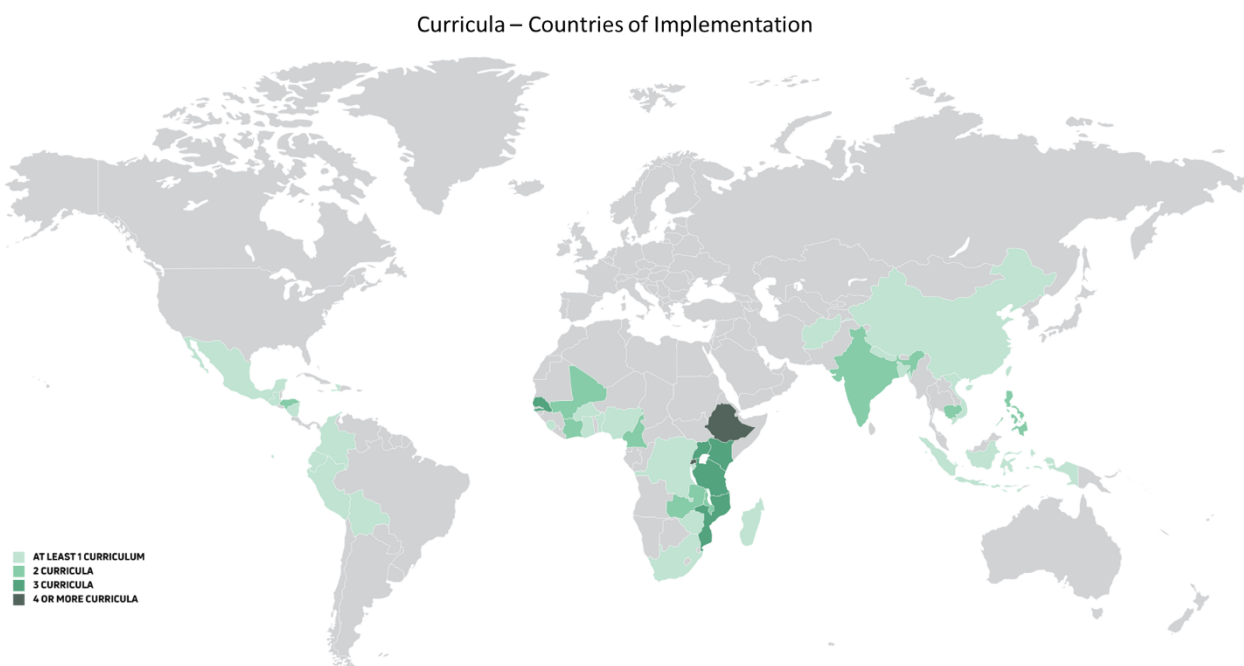 Curricula – Countries of Implementation
AT LEAST 1 CURRICULUM
2 CURRICULA
3 CURRICULA
4 OR MORE CURRICULA